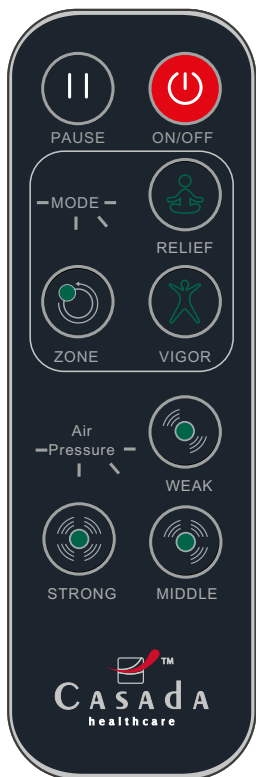 PAUSE ON/OFF
MODE
RELIEF
ZONE VIGOR
Air
Pressure
WEAK
STRONG MIDDLE
TM
CASADA
healthcare